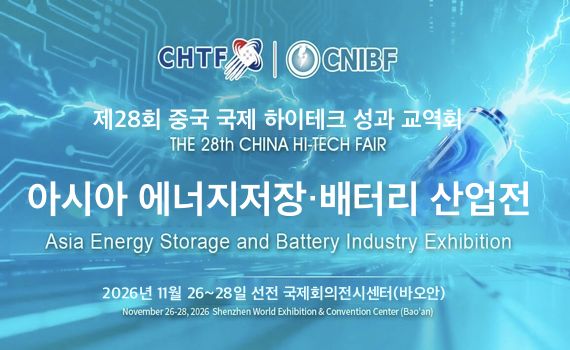 CHTF CNIBF
제28회 중국 국제 하이테크 성과 교역회
THE 28th CHINA HI-TECH FAIR
아시아 에너지저장·배터리 산업전
Asia Energy Storage and Battery Industry Exhibition
2026년 11월 26~28일 선전 국제회의전시센터(바오안)
November 26-28, 2026 Shenzhen World Exhibition & Convention Center (Bao'an)